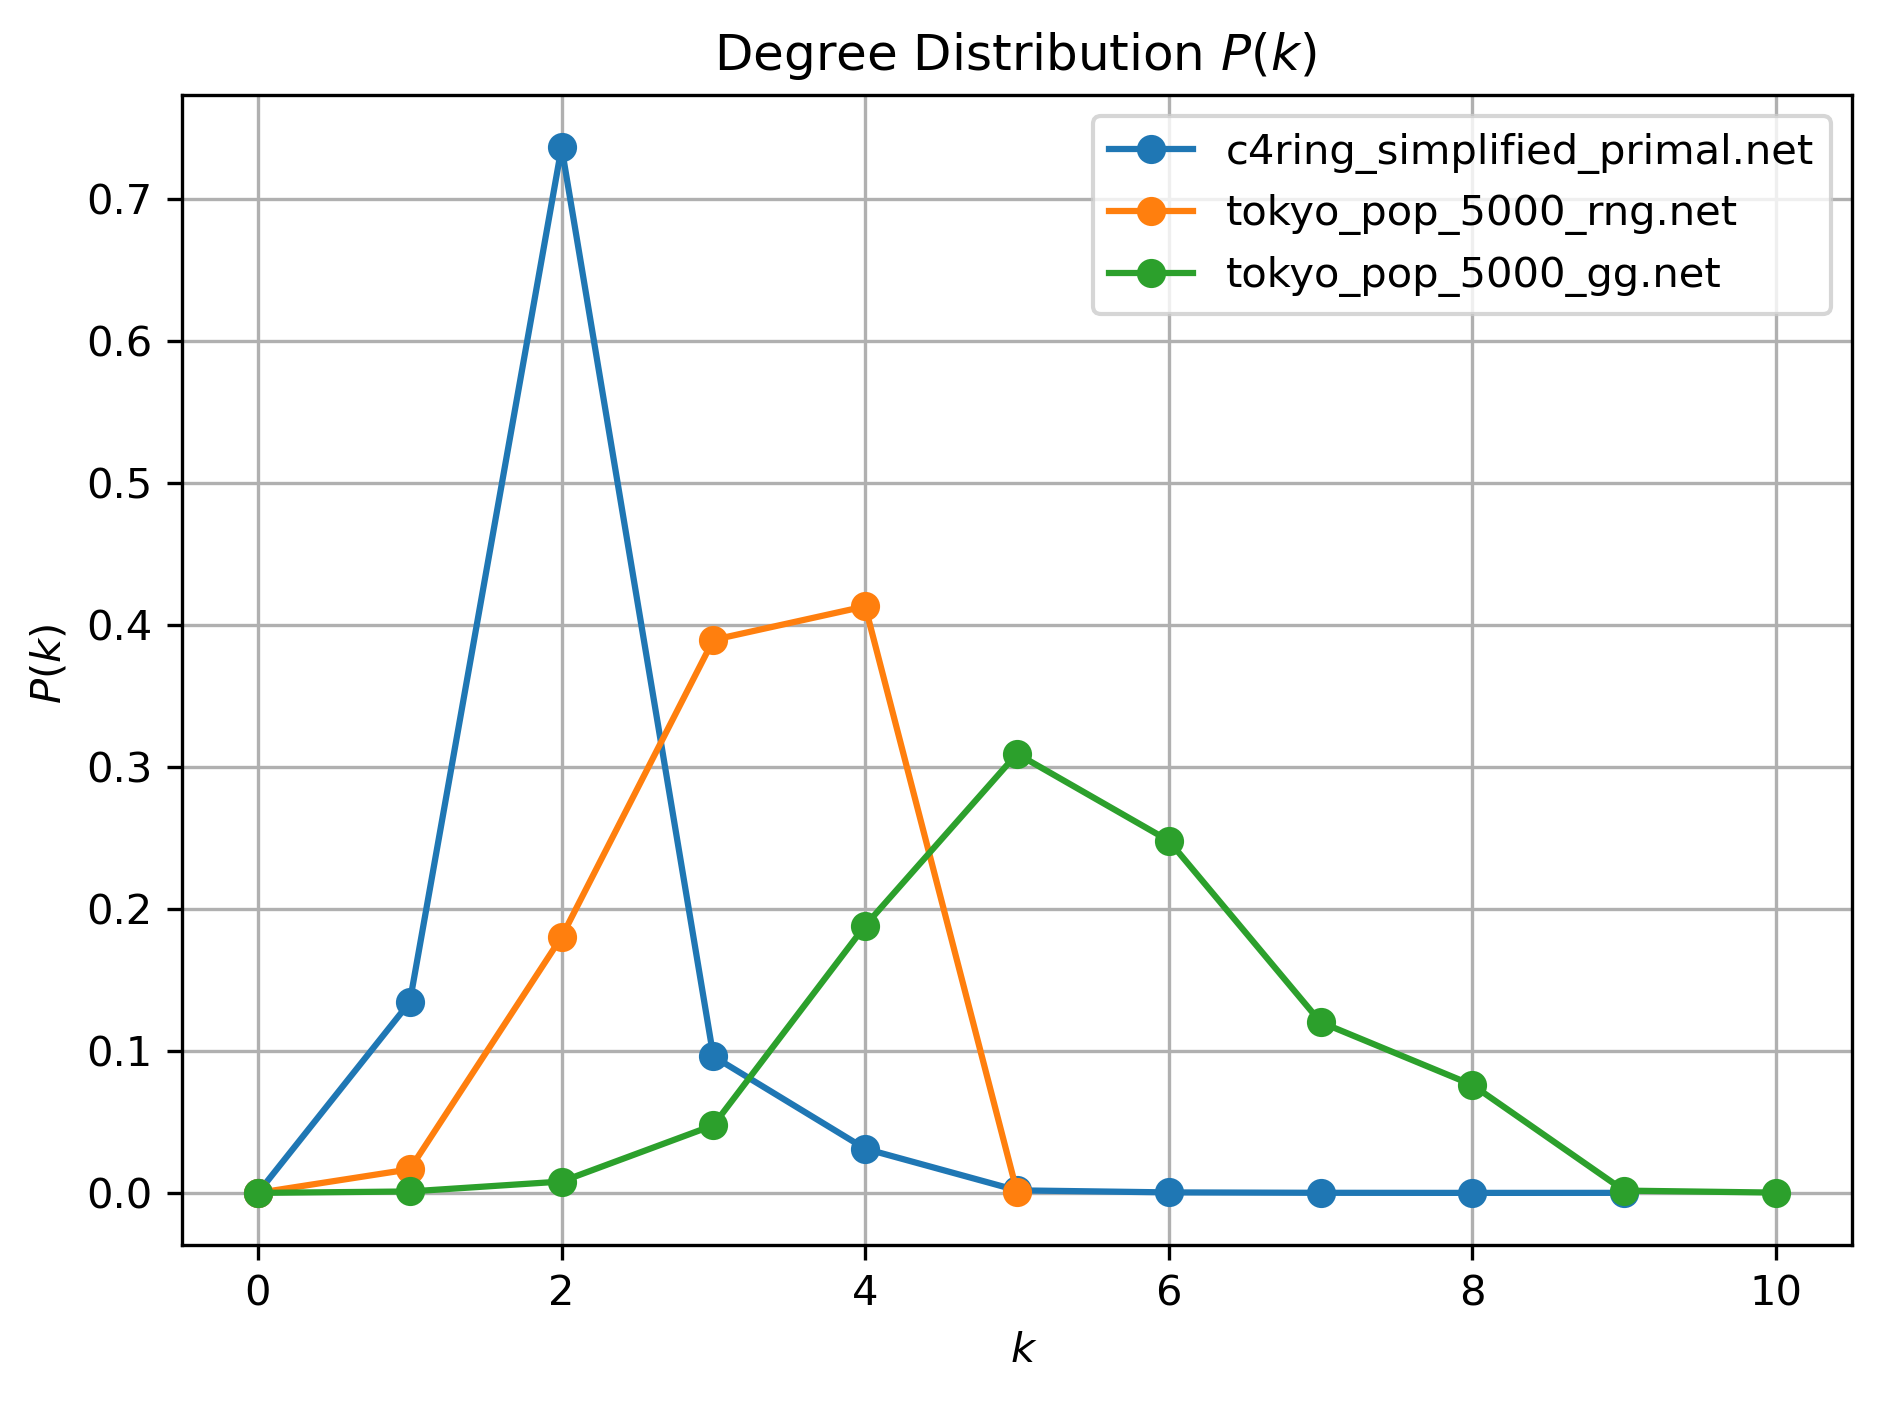 Degree Distribution P(k)
c4ring_simplified_primal.net
tokyo_pop_5000_rng.net
tokyo_pop_5000_gg.net
P(k)
0.7
0.6
0.5
0.4
0.3
0.2
0.1
0.0
0 2 4 6 8 10
k